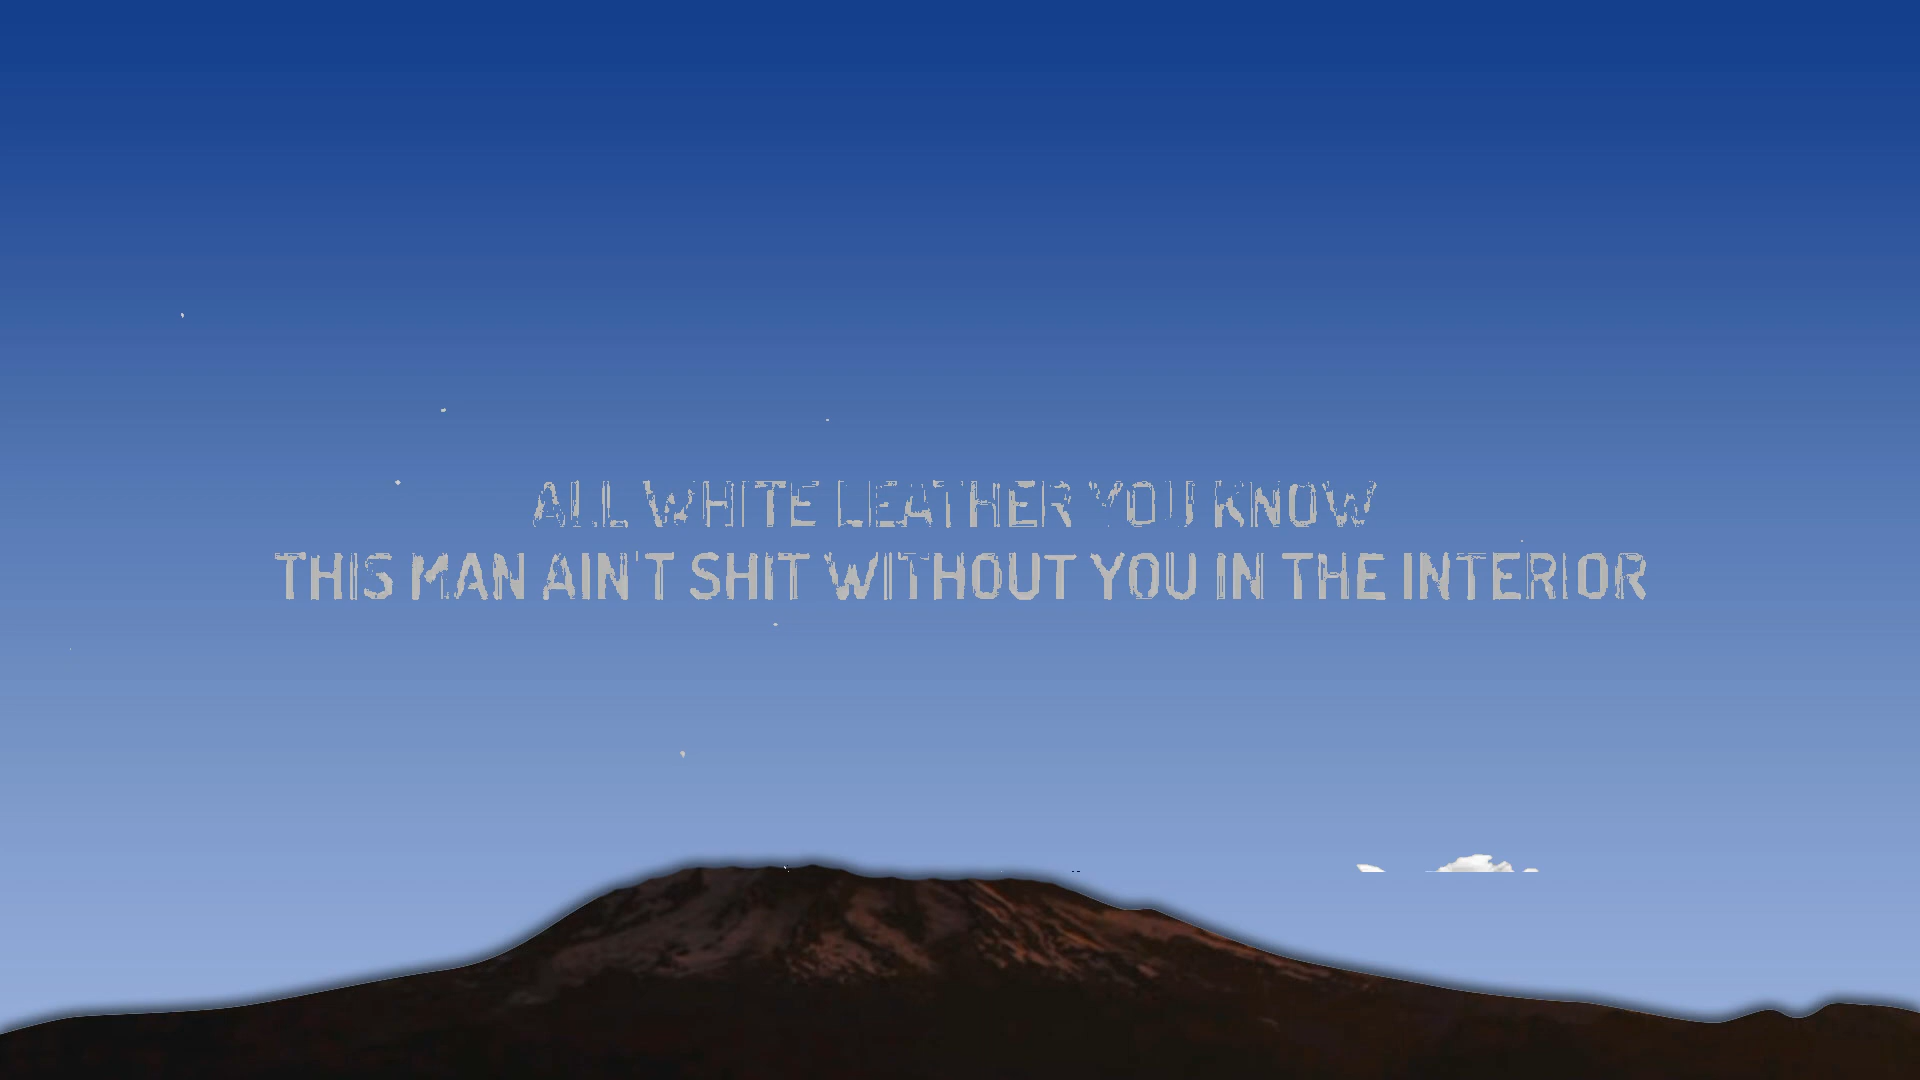 ALL WHITE LEATHER YOU KNOW
THIS MAN AIN'T SHIT WITHOUT YOU IN THE INTERIOR